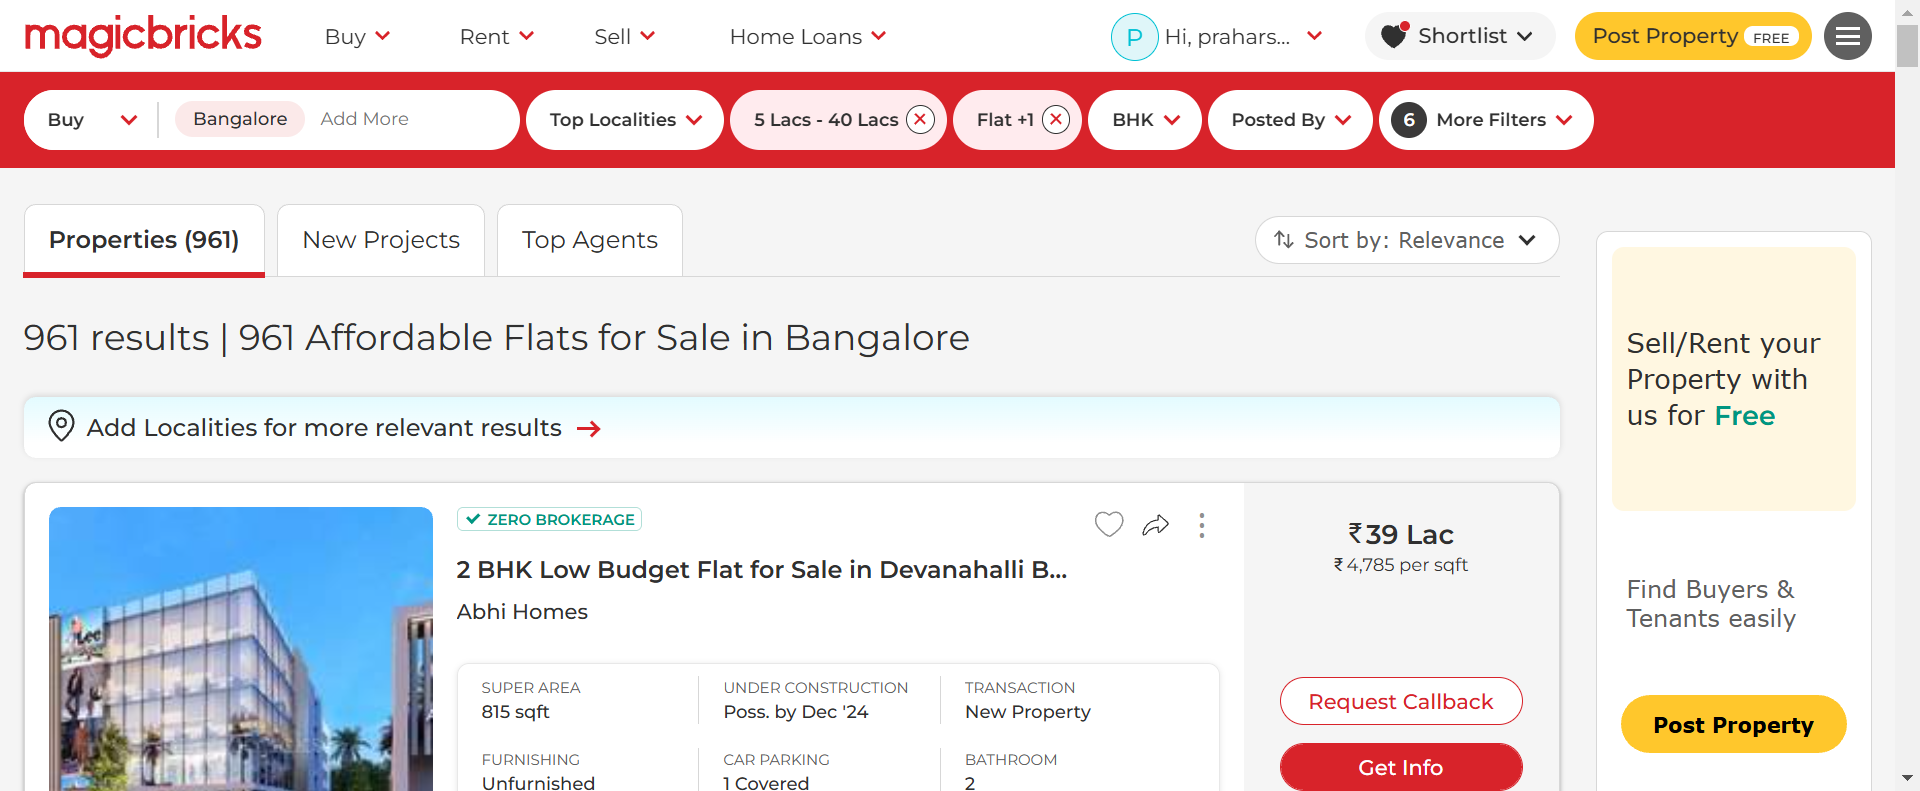 magicbricks
Buy
Rent
Sell
Home Loans
P
Hi, prahars...
Shortlist
Post Property FREE
Buy
Bangalore
Add More
Top Localities
5 Lacs - 40 Lacs
Flat +1
BHK
Posted By
6 More Filters
Properties (961)
New Projects
Top Agents
Sort by: Relevance
961 results | 961 Affordable Flats for Sale in Bangalore
Add Localities for more relevant results
ZERO BROKERAGE
2 BHK Low Budget Flat for Sale in Devanahalli B...
Abhi Homes
SUPER AREA
815 sqft
UNDER CONSTRUCTION
Poss. by Dec '24
TRANSACTION
New Property
FURNISHING
Unfurnished
CAR PARKING
1 Covered
BATHROOM
2
₹39 Lac
₹4,785 per sqft
Request Callback
Get Info
Lee
Sell/Rent your
Property with
us for Free
Find Buyers &
Tenants easily
Post Property